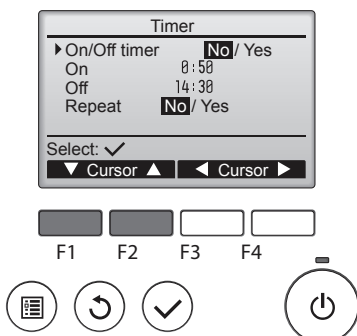 Timer
On/Off timer No / Yes
On 0:50
Off 14:30
Repeat No / Yes
Select: ✓
▼ Cursor ▲ ◀ Cursor ▶
F1 F2 F3 F4